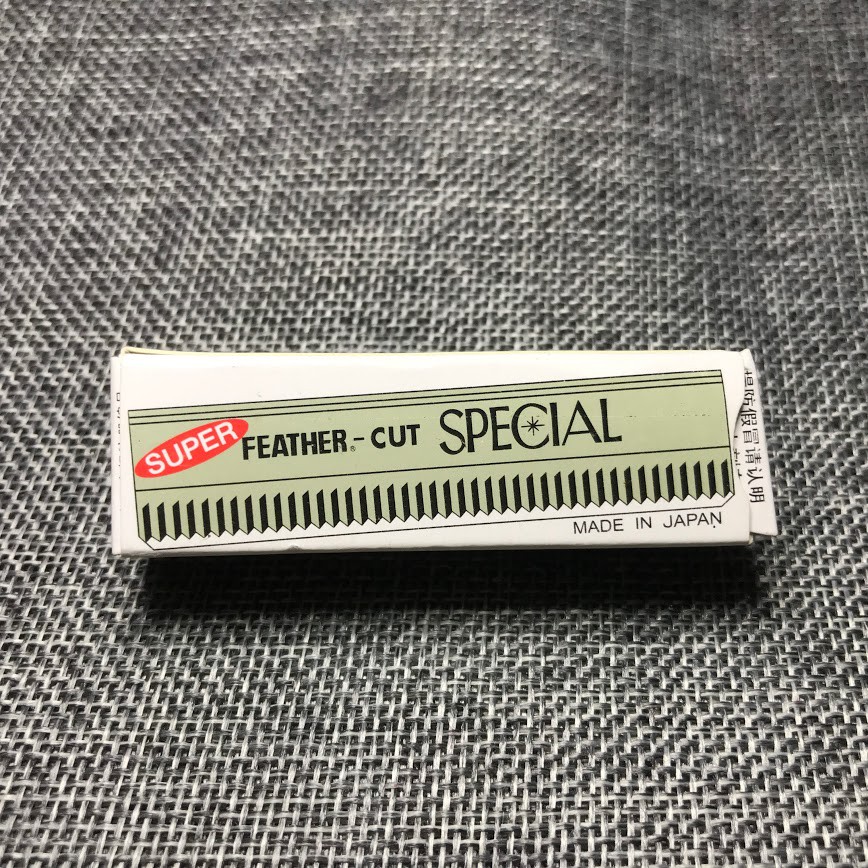 SUPER FEATHER® - CUT SPECIAL
MADE IN JAPAN